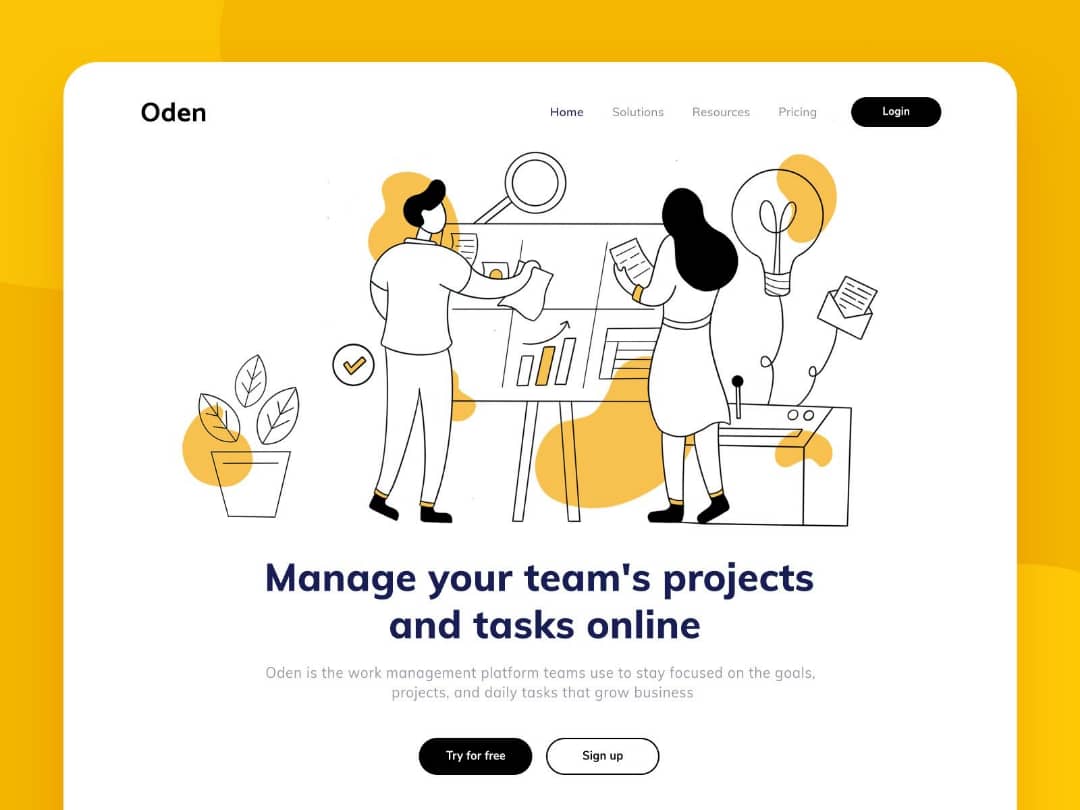 Oden
Home
Solutions
Resources
Pricing
Login
Manage your team's projects
and tasks online
Oden is the work management platform teams use to stay focused on the goals,
projects, and daily tasks that grow business
Try for free
Sign up